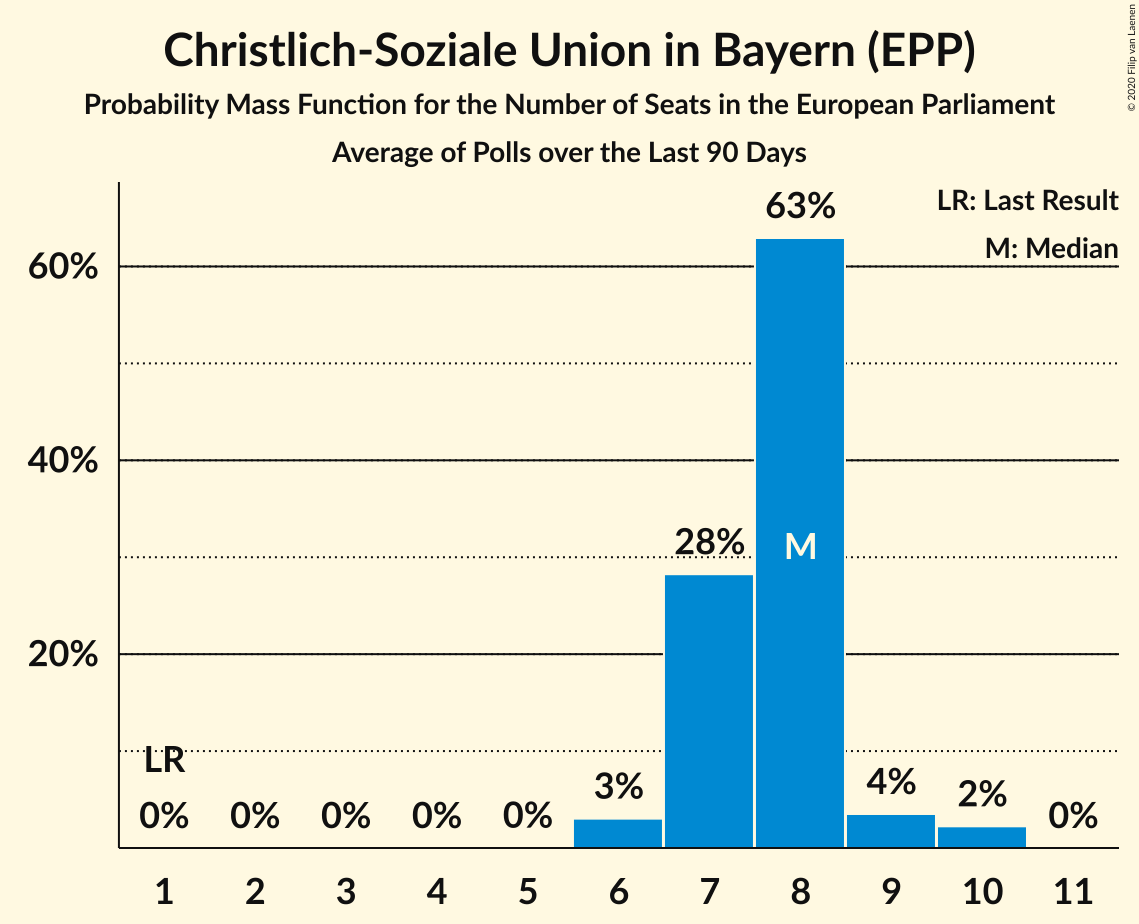 Christlich-Soziale Union in Bayern (EPP)
Probability Mass Function for the Number of Seats in the European Parliament
Average of Polls over the Last 90 Days
© 2020 Filip van Laenen
LR: Last Result
M: Median
60%
40%
20%
63%
28%
M
LR
0% 0% 0% 0% 0% 3% 4% 2% 0%
1 2 3 4 5 6 7 8 9 10 11